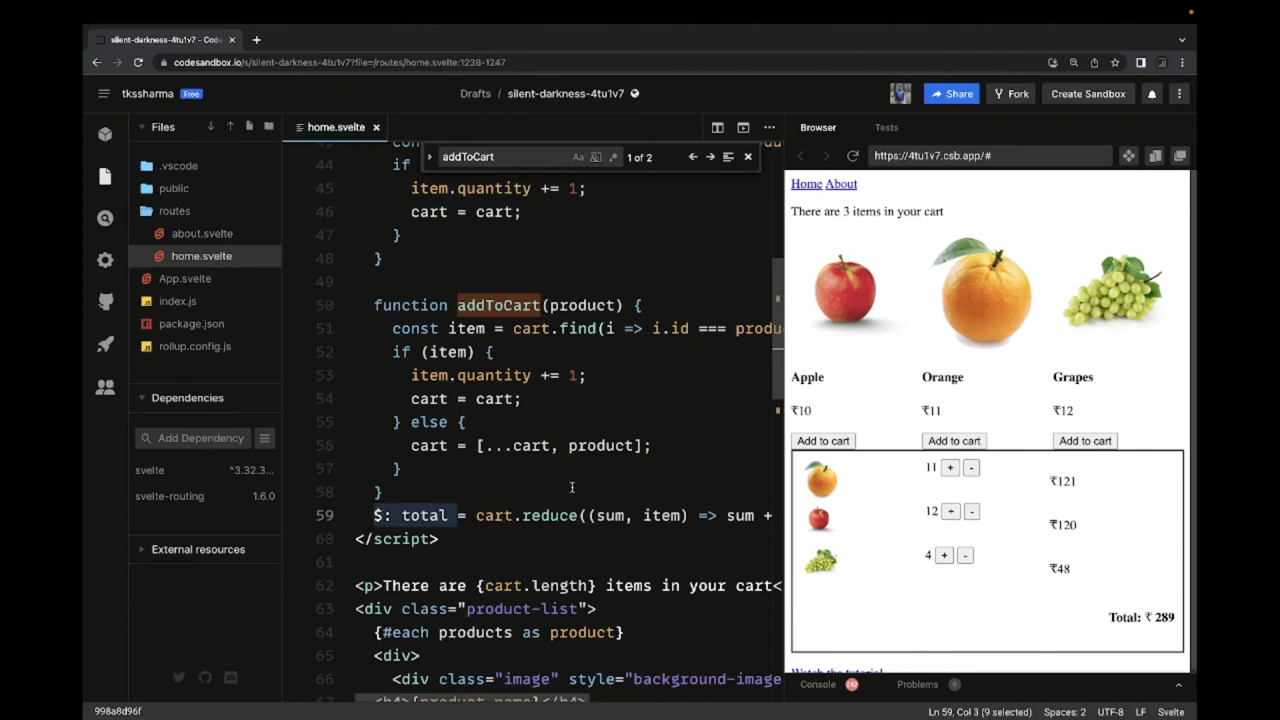 silent-darkness-4tu1v7 - Code
codesandbox.io/s/silent-darkness-4tu1v7?file=/routes/home.svelte:1238-1247
tkssharma Free
Drafts / silent-darkness-4tu1v7
Share
Fork
Create Sandbox
Files
.vscode
public
routes
about.svelte
home.svelte
App.svelte
index.js
package.json
rollup.config.js
Dependencies
Add Dependency
svelte ^3.32.3...
svelte-routing 1.6.0
External resources
home.svelte
addToCart
Aa
1 of 2
44 if
45 item.quantity += 1;
46 cart = cart;
47 }
48 }
49
50 function addToCart(product) {
51 const item = cart.find(i => i.id === produ
52 if (item) {
53 item.quantity += 1;
54 cart = cart;
55 } else {
56 cart = [...cart, product];
57 }
58 }
59 $: total = cart.reduce((sum, item) => sum +
60 </script>
61
62 <p>There are {cart.length} items in your cart<
63 <div class="product-list">
64 {#each products as product}
65 <div>
66 <div class="image" style="background-image
Browser
Tests
https://4tu1v7.csb.app/#
Home About
There are 3 items in your cart
Apple Orange Grapes
₹10 ₹11 ₹12
Add to cart Add to cart Add to cart
11 + - ₹121
12 + - ₹120
4 + - ₹48
Total: ₹ 289
Watch the tutorial
Console 242
Problems 0
998a8d96f
Ln 59, Col 3 (9 selected) Spaces: 2 UTF-8 LF Svelte